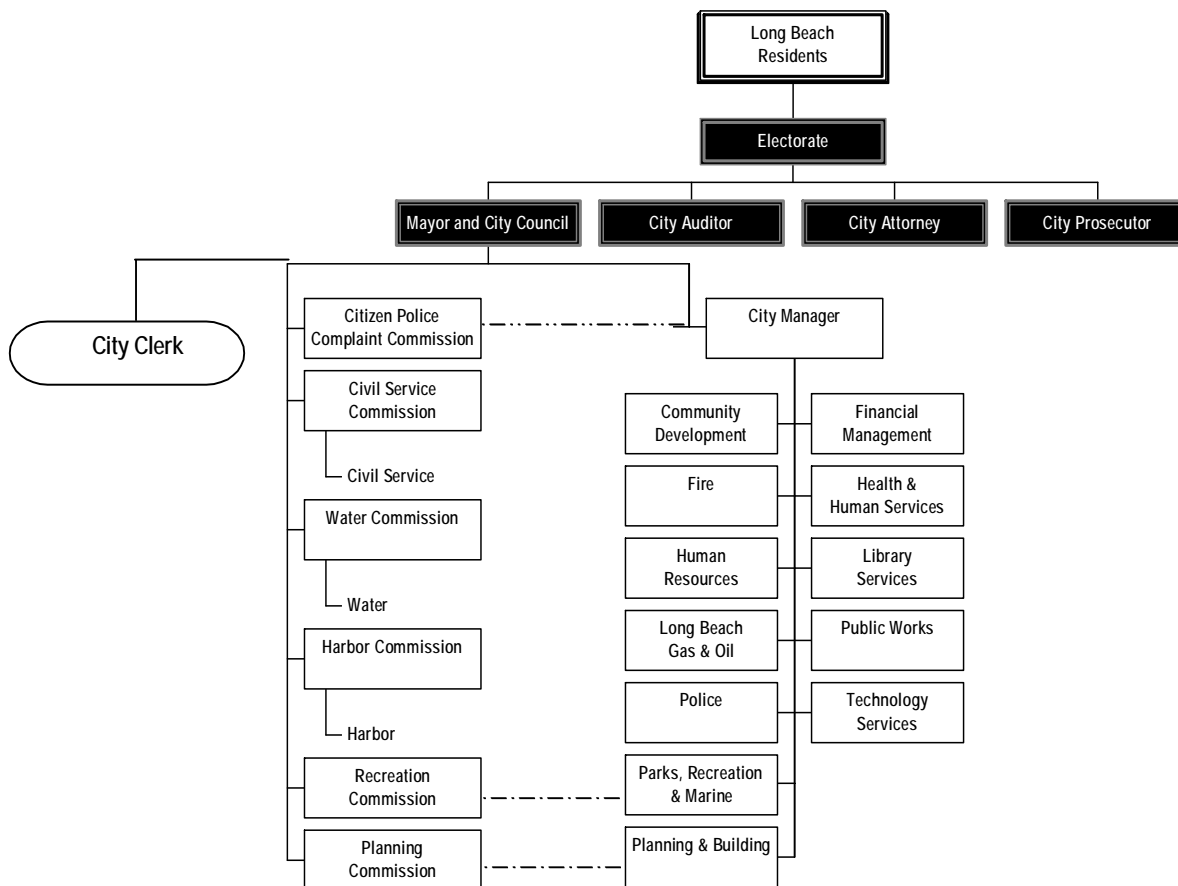 Long Beach
Residents
Electorate
Mayor and City Council
City Auditor
City Attorney
City Prosecutor
City Clerk
Citizen Police
Complaint Commission
City Manager
Civil Service
Commission
Civil Service
Water Commission
Water
Harbor Commission
Harbor
Recreation
Commission
Planning
Commission
Community
Development
Financial
Management
Fire
Health &
Human Services
Human
Resources
Library
Services
Long Beach
Gas & Oil
Public Works
Police
Technology
Services
Parks, Recreation
& Marine
Planning & Building